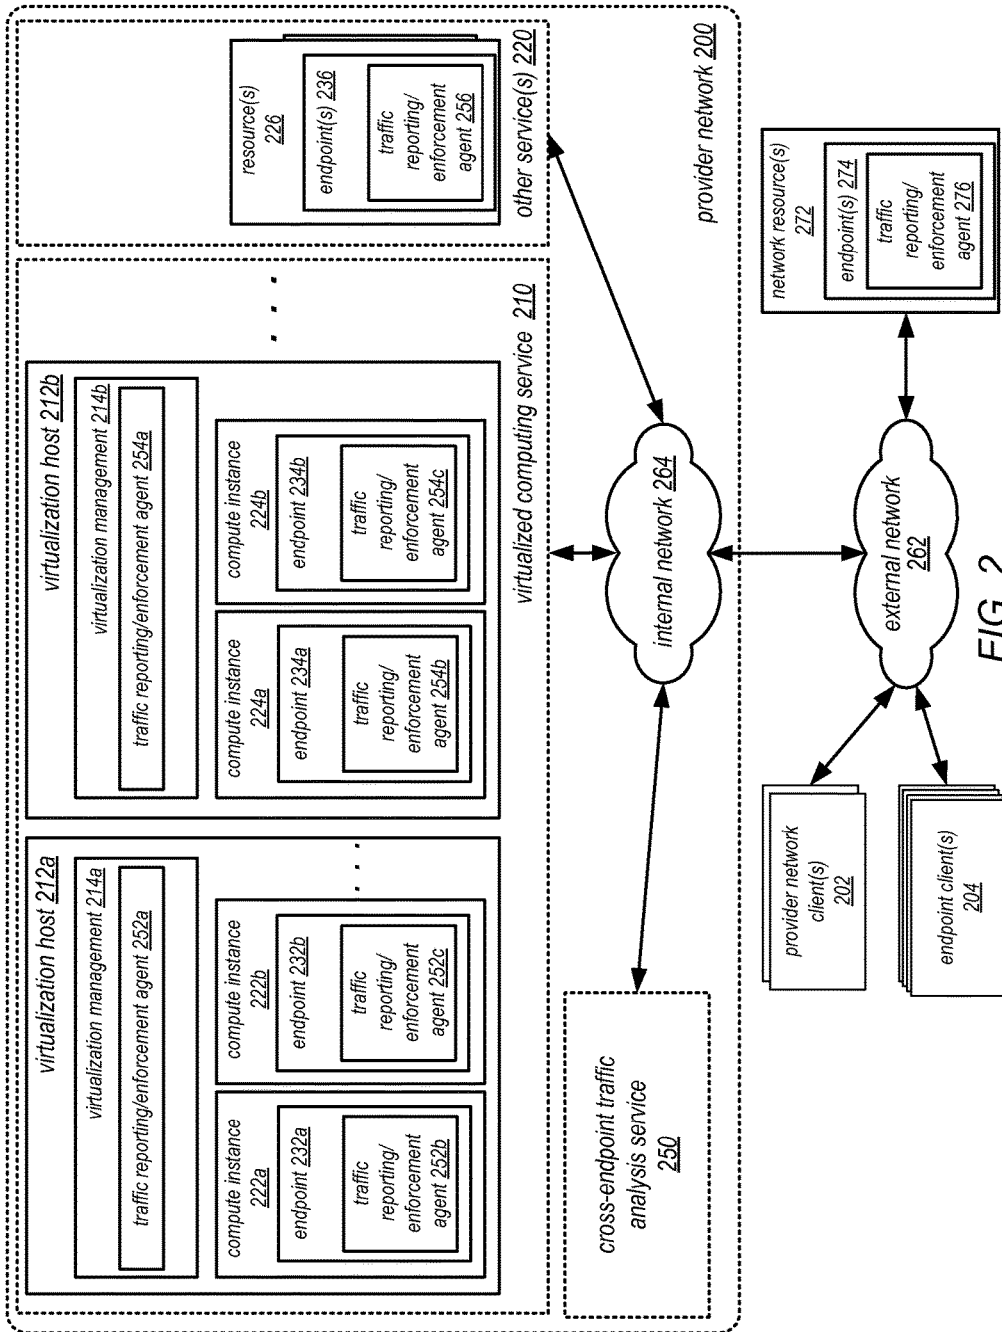 virtualization host 212a
virtualization management 214a
traffic reporting/enforcement agent 252a
compute instance
222a
endpoint 232a
traffic
reporting/
enforcement
agent 252b
compute instance
222b
endpoint 232b
traffic
reporting/
enforcement
agent 252c
. . .
virtualization host 212b
virtualization management 214b
traffic reporting/enforcement agent 254a
compute instance
224a
endpoint 234a
traffic
reporting/
enforcement
agent 254b
compute instance
224b
endpoint 234b
traffic
reporting/
enforcement
agent 254c
. . .
virtualized computing service 210
resource(s)
226
endpoint(s) 236
traffic
reporting/
enforcement
agent 256
other service(s) 220
cross-endpoint traffic
analysis service
250
internal network 264
provider network 200
provider network
client(s)
202
endpoint client(s)
204
external network
262
network resource(s)
272
endpoint(s) 274
traffic
reporting/
enforcement
agent 276
FIG. 2